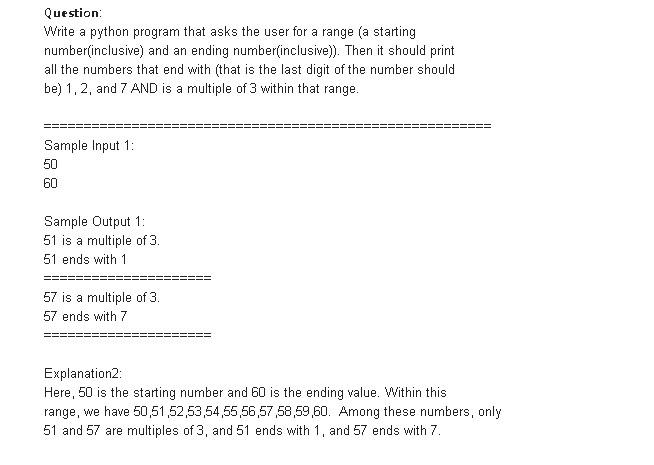 Question:
Write a python program that asks the user for a range (a starting
number(inclusive) and an ending number(inclusive)). Then it should print
all the numbers that end with (that is the last digit of the number should
be) 1, 2, and 7 AND is a multiple of 3 within that range.
========================================================
Sample Input 1:
50
60
Sample Output 1:
51 is a multiple of 3.
51 ends with 1
=====================
57 is a multiple of 3.
57 ends with 7
=====================
Explanation2:
Here, 50 is the starting number and 60 is the ending value. Within this
range, we have 50,51,52,53,54,55,56,57,58,59,60. Among these numbers, only
51 and 57 are multiples of 3, and 51 ends with 1, and 57 ends with 7.